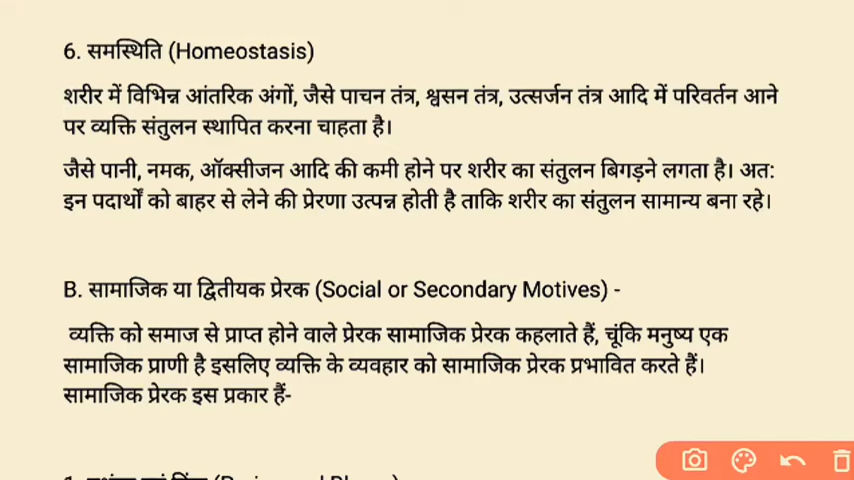 6. समस्थिति (Homeostasis)
शरीर में विभिन्न आंतरिक अंगों, जैसे पाचन तंत्र, श्वसन तंत्र, उत्सर्जन तंत्र आदि में परिवर्तन आने
पर व्यक्ति संतुलन स्थापित करना चाहता है।
जैसे पानी, नमक, ऑक्सीजन आदि की कमी होने पर शरीर का संतुलन बिगड़ने लगता है। अत:
इन पदार्थों को बाहर से लेने की प्रेरणा उत्पन्न होती है ताकि शरीर का संतुलन सामान्य बना रहे।
B. सामाजिक या द्वितीयक प्रेरक (Social or Secondary Motives) -
व्यक्ति को समाज से प्राप्त होने वाले प्रेरक सामाजिक प्रेरक कहलाते हैं, चूंकि मनुष्य एक
सामाजिक प्राणी है इसलिए व्यक्ति के व्यवहार को सामाजिक प्रेरक प्रभावित करते हैं।
सामाजिक प्रेरक इस प्रकार हैं-